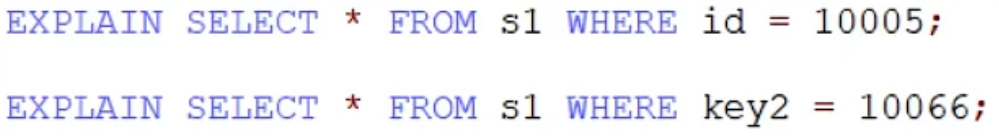 EXPLAIN SELECT * FROM s1 WHERE id = 10005;
EXPLAIN SELECT * FROM s1 WHERE key2 = 10066;